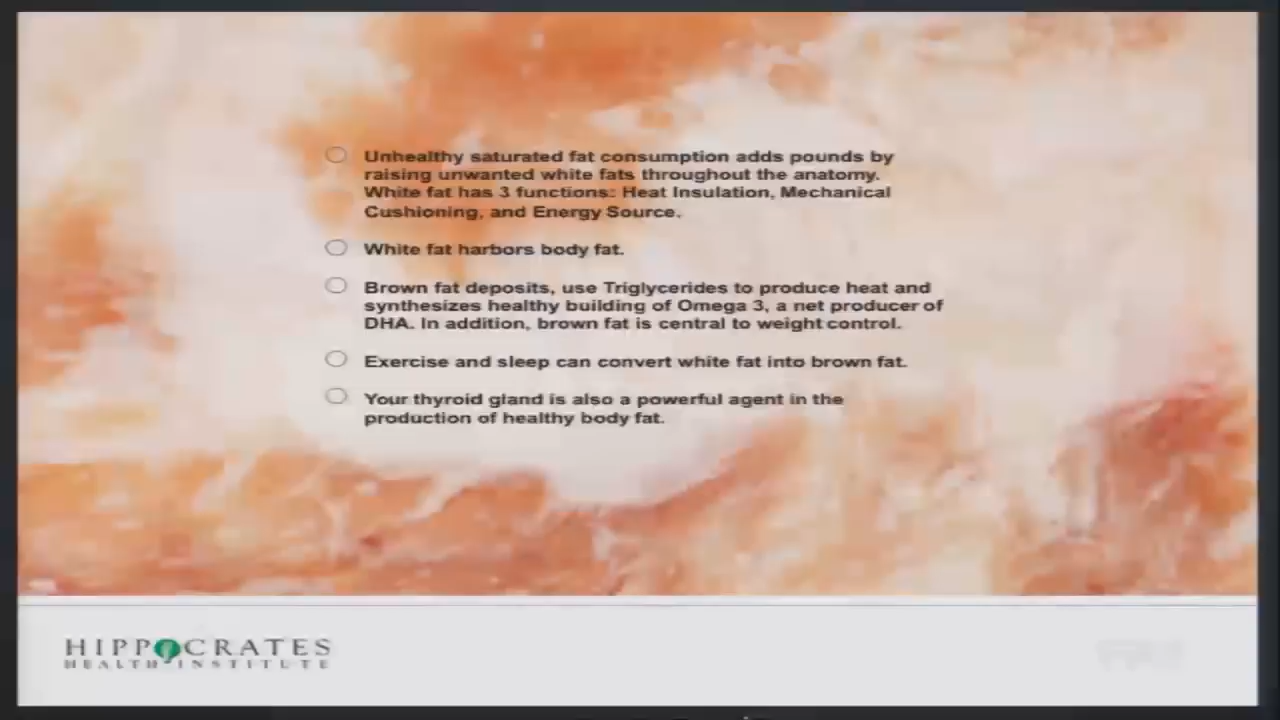 Unhealthy saturated fat consumption adds pounds by
raising unwanted white fats throughout the anatomy.
White fat has 3 functions: Heat Insulation, Mechanical
Cushioning, and Energy Source.
White fat harbors body fat.
Brown fat deposits, use Triglycerides to produce heat and
synthesizes healthy building of Omega 3, a net producer of
DHA. In addition, brown fat is central to weight control.
Exercise and sleep can convert white fat into brown fat.
Your thyroid gland is also a powerful agent in the
production of healthy body fat.
HIPPOCRATES
HEALTH INSTITUTE